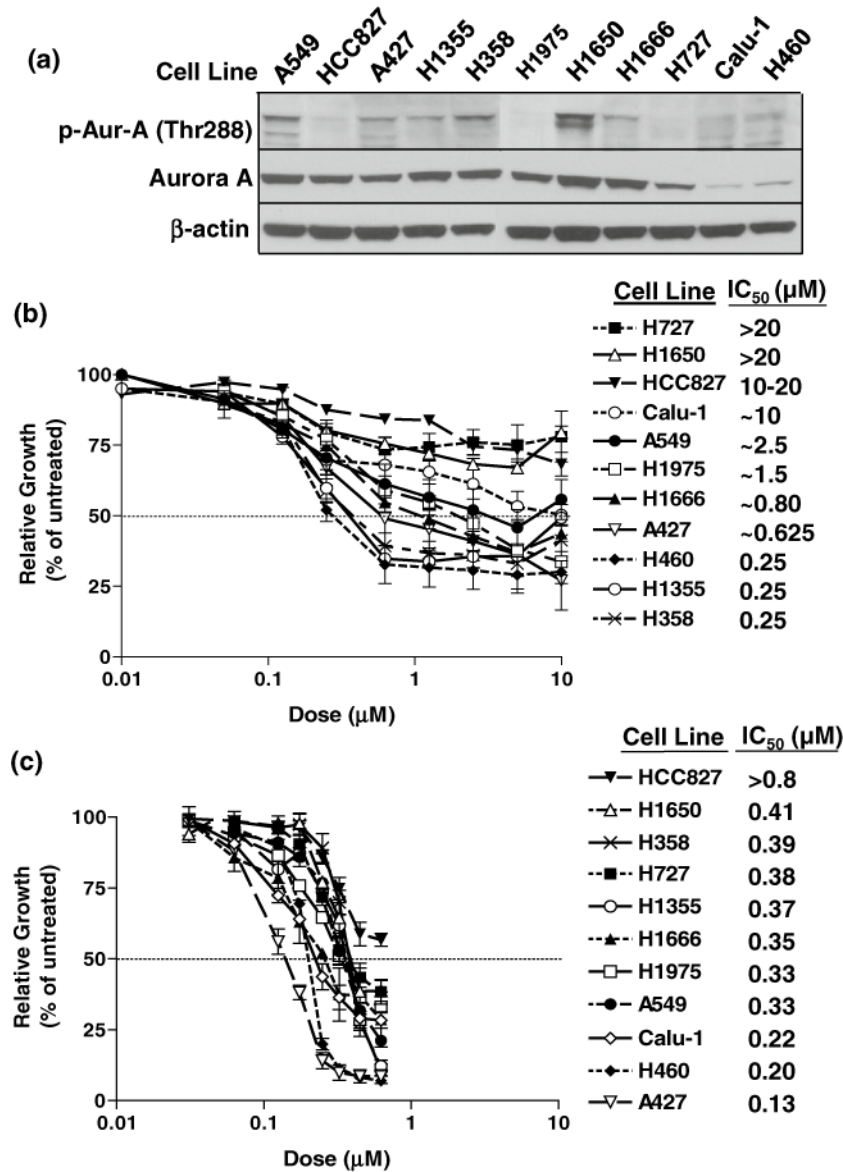 (a)
Cell Line A549 HCC827 A427 H1355 H358 H1975 H1650 H1666 H727 Calu-1 H460
p-Aur-A (Thr288)
Aurora A
β-actin
(b)
Cell Line IC50 (µM)
H727 >20
H1650 >20
HCC827 10-20
Calu-1 ~10
A549 ~2.5
H1975 ~1.5
H1666 ~0.80
A427 ~0.625
H460 0.25
H1355 0.25
H358 0.25
Relative Growth
(% of untreated)
100
75
50
25
0
0.01 0.1 1 10
Dose (µM)
(c)
Cell Line IC50 (µM)
HCC827 >0.8
H1650 0.41
H358 0.39
H727 0.38
H1355 0.37
H1666 0.35
H1975 0.33
A549 0.33
Calu-1 0.22
H460 0.20
A427 0.13
Relative Growth
(% of untreated)
100
75
50
25
0
0.01 0.1 1 10
Dose (µM)